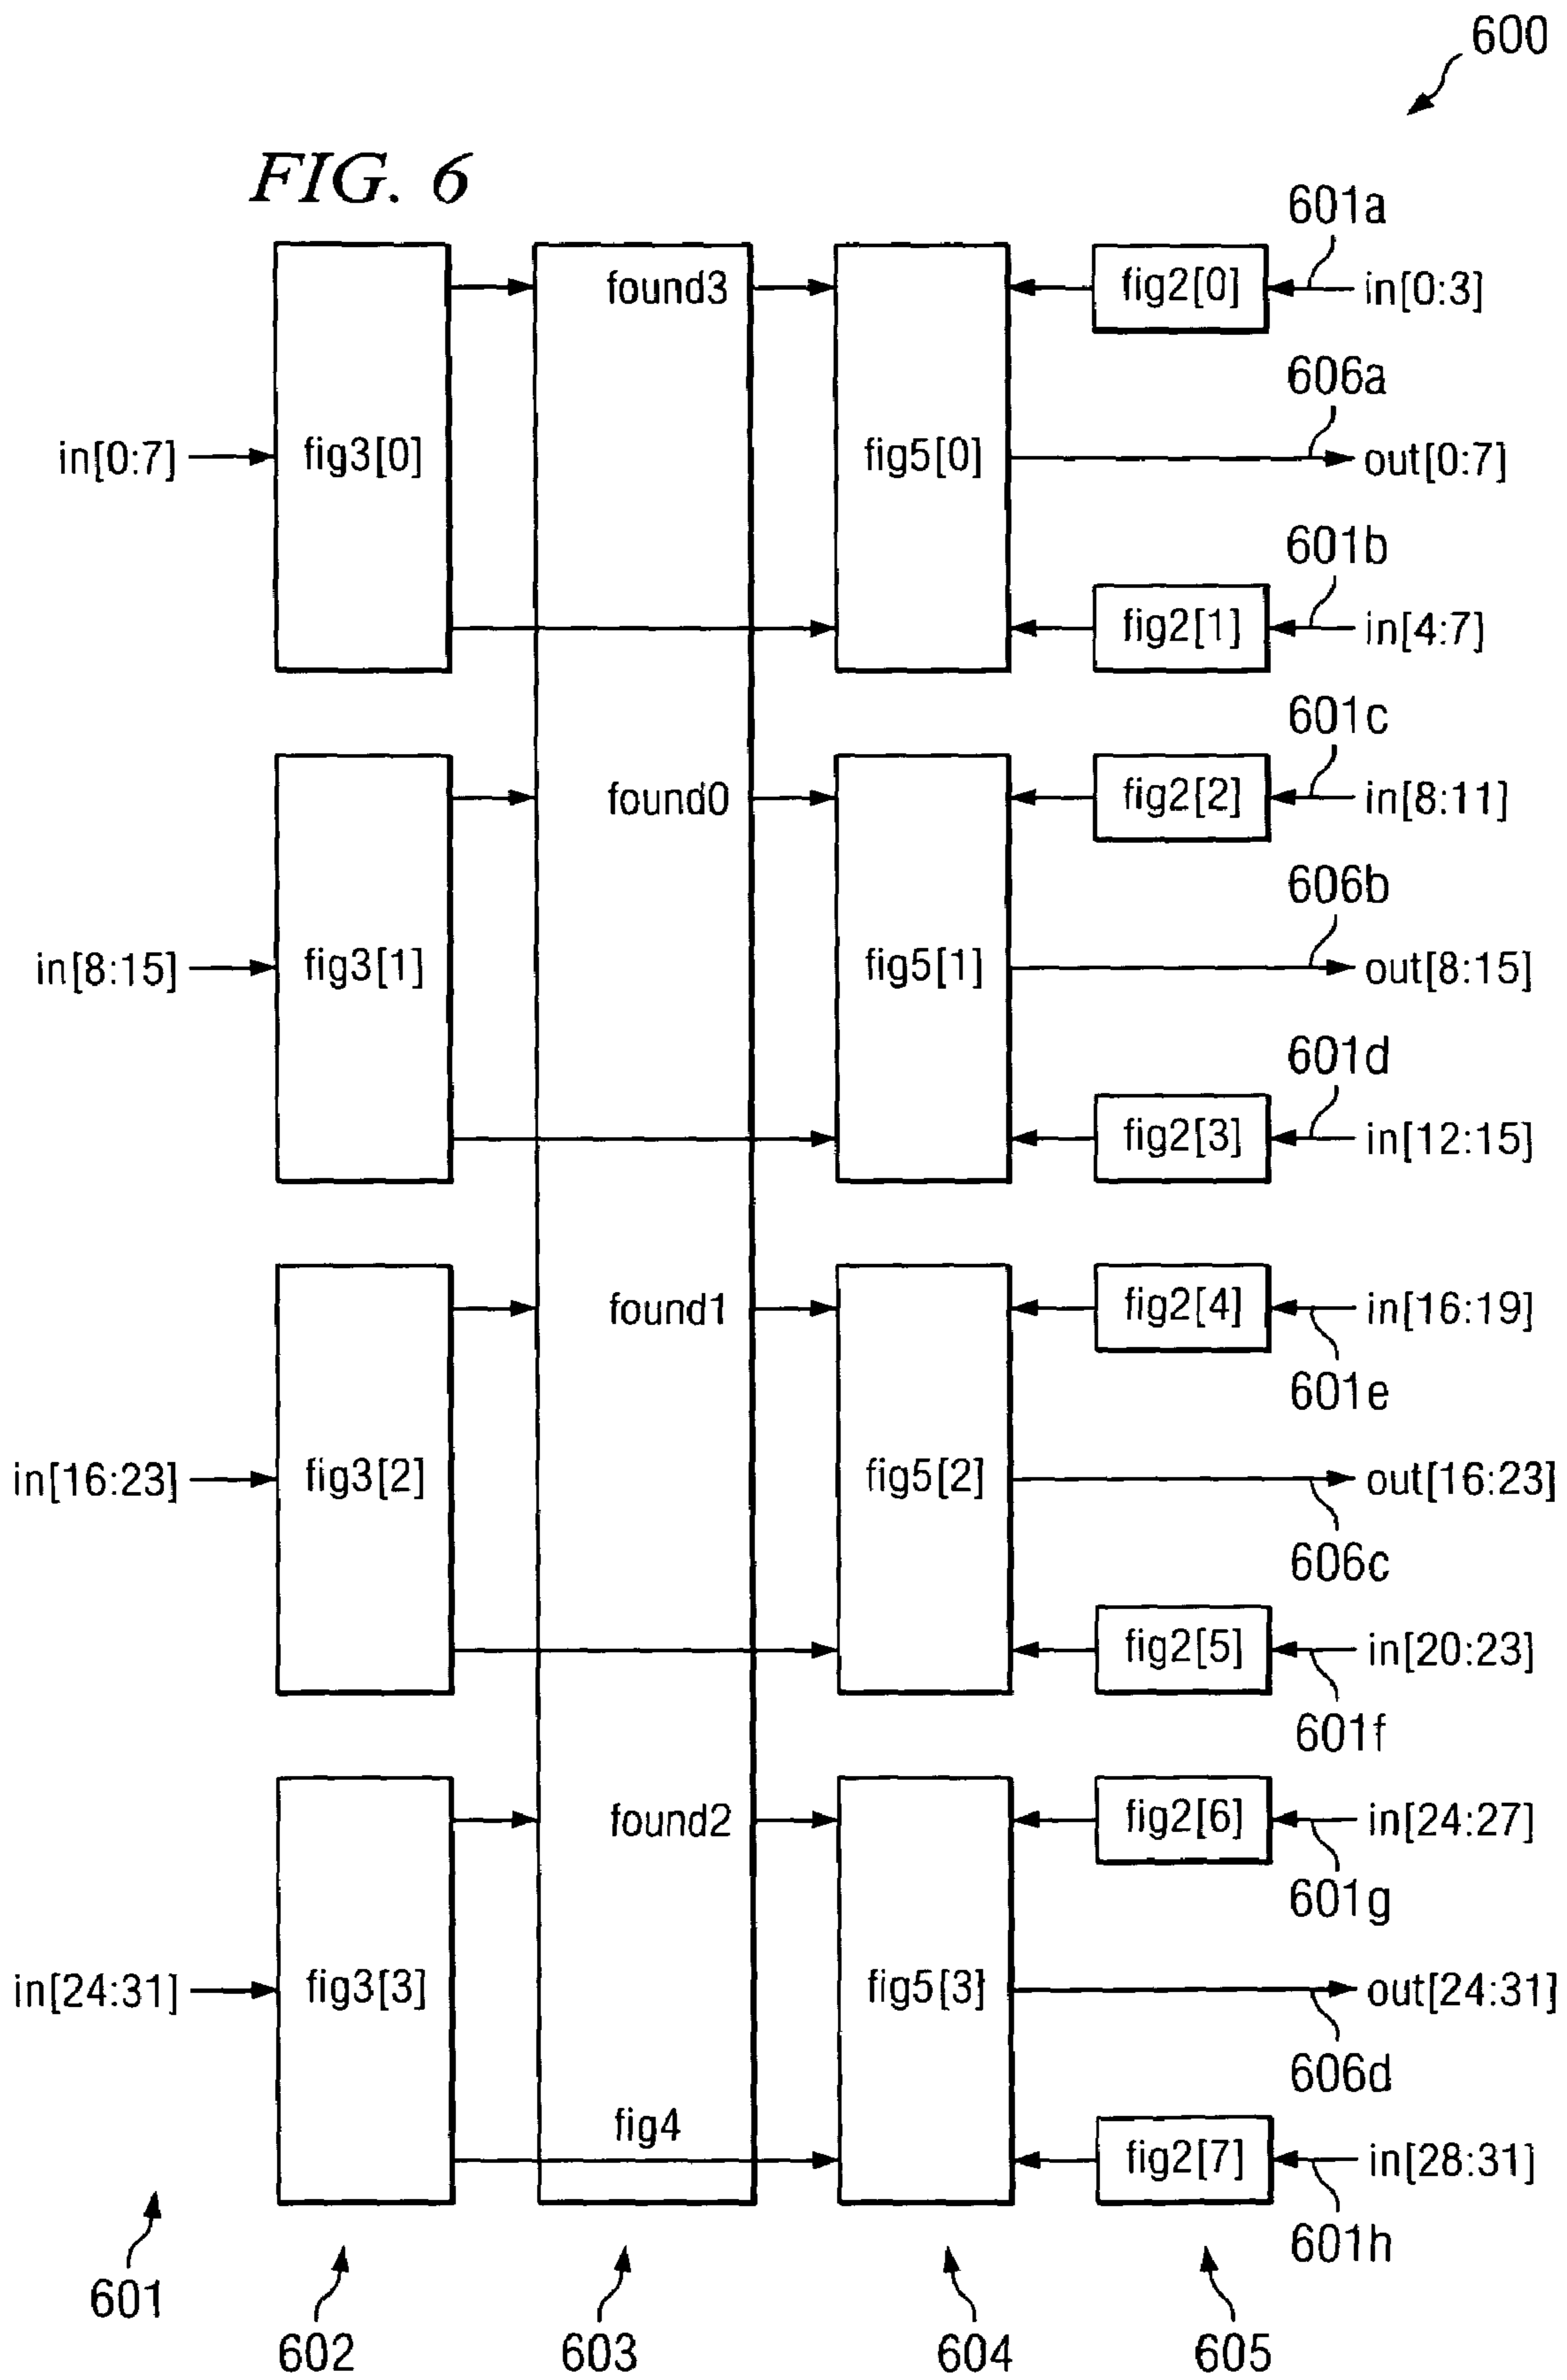 600
FIG. 6
601a
found3
fig2[0]
in[0:3]
606a
in[0:7]
fig3[0]
fig5[0]
out[0:7]
601b
fig2[1]
in[4:7]
601c
found0
fig2[2]
in[8:11]
606b
in[8:15]
fig3[1]
fig5[1]
out[8:15]
601d
fig2[3]
in[12:15]
found1
fig2[4]
in[16:19]
601e
in[16:23]
fig3[2]
fig5[2]
out[16:23]
606c
fig2[5]
in[20:23]
601f
found2
fig2[6]
in[24:27]
601g
in[24:31]
fig3[3]
fig5[3]
out[24:31]
606d
fig4
fig2[7]
in[28:31]
601h
601
602
603
604
605